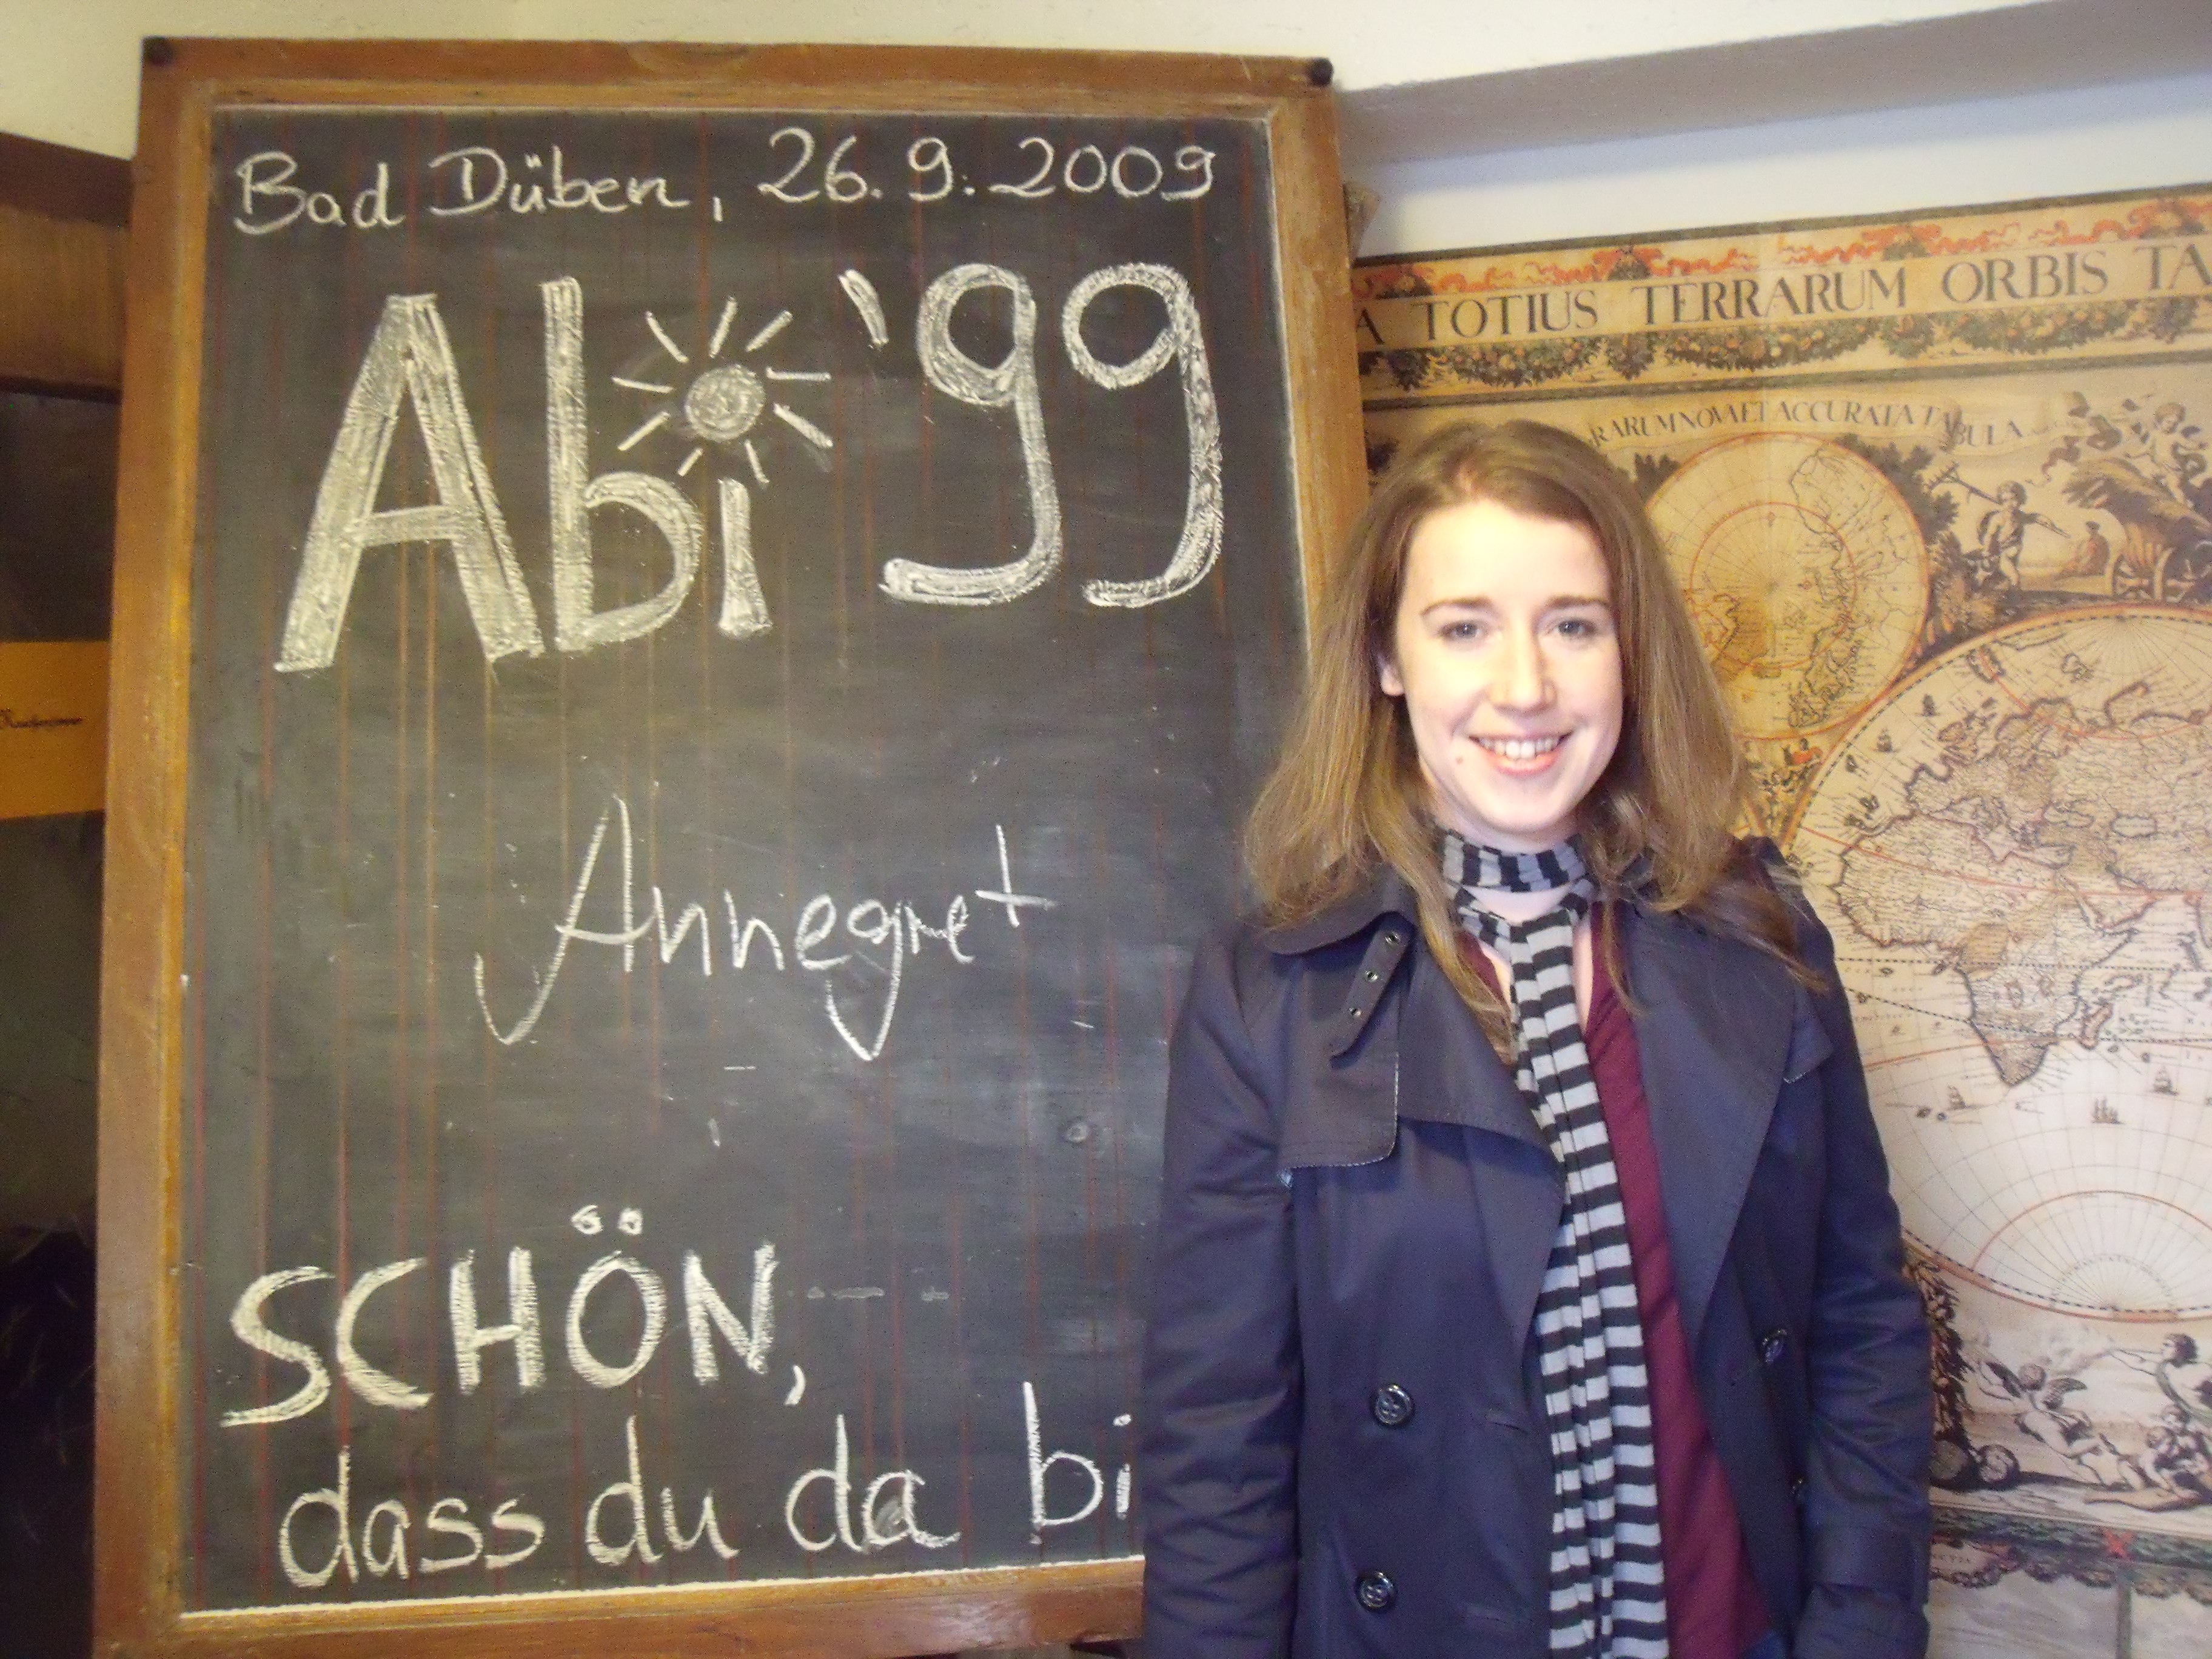 Bad Düben, 26. 9. 2009
Abi '99
Annegret
SCHÖN,
dass du da bi
A TOTIUS TERRARUM ORBIS TA
RARUM NOVA ET ACCURATA TABULA